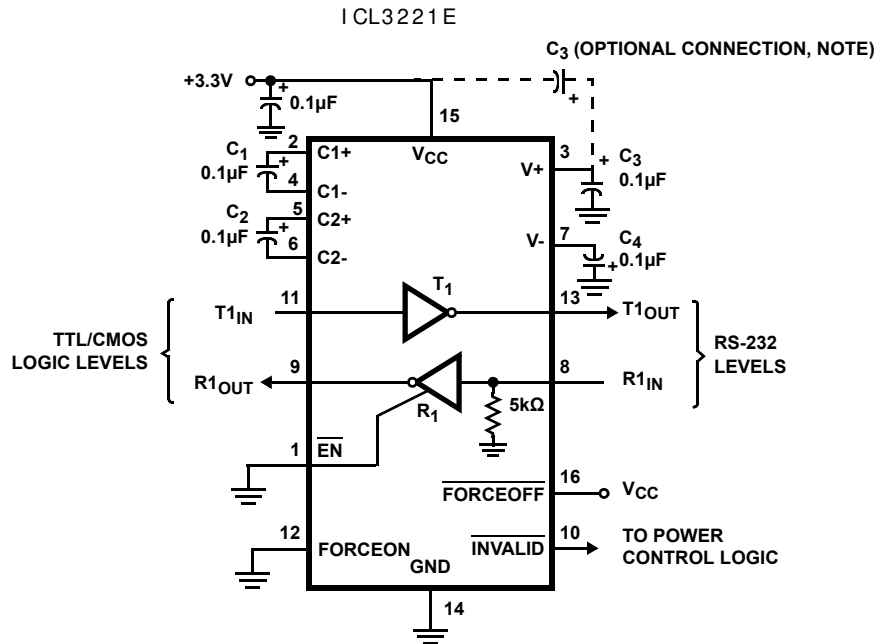 ICL3221E
C3 (OPTIONAL CONNECTION, NOTE)
+3.3V
+
0.1µF
+
15
2
C1+
VCC
C1
0.1µF
+
4
C1-
3
V+
+
C3
0.1µF
5
C2+
C2
0.1µF
+
6
C2-
7
V-
C4
0.1µF
+
T1
T1IN
11
13
T1OUT
TTL/CMOS
LOGIC LEVELS
RS-232
LEVELS
R1OUT
9
8
R1IN
5kΩ
R1
1
EN
16
FORCEOFF
VCC
12
FORCEON
10
INVALID
TO POWER
CONTROL LOGIC
GND
14